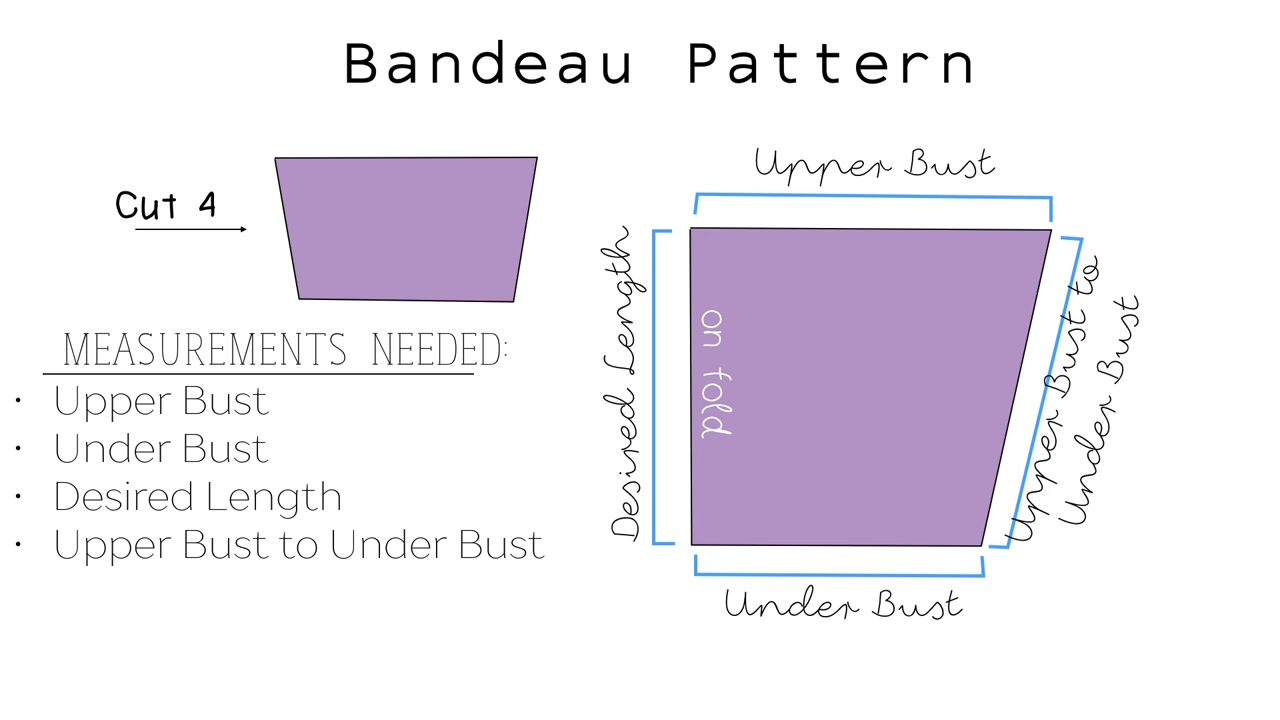 Bandeau Pattern
Cut 4
MEASUREMENTS NEEDED:
· Upper Bust
· Under Bust
· Desired Length
· Upper Bust to Under Bust
Upper Bust
Desired Length
on fold
Upper Bust to
Under Bust
Under Bust